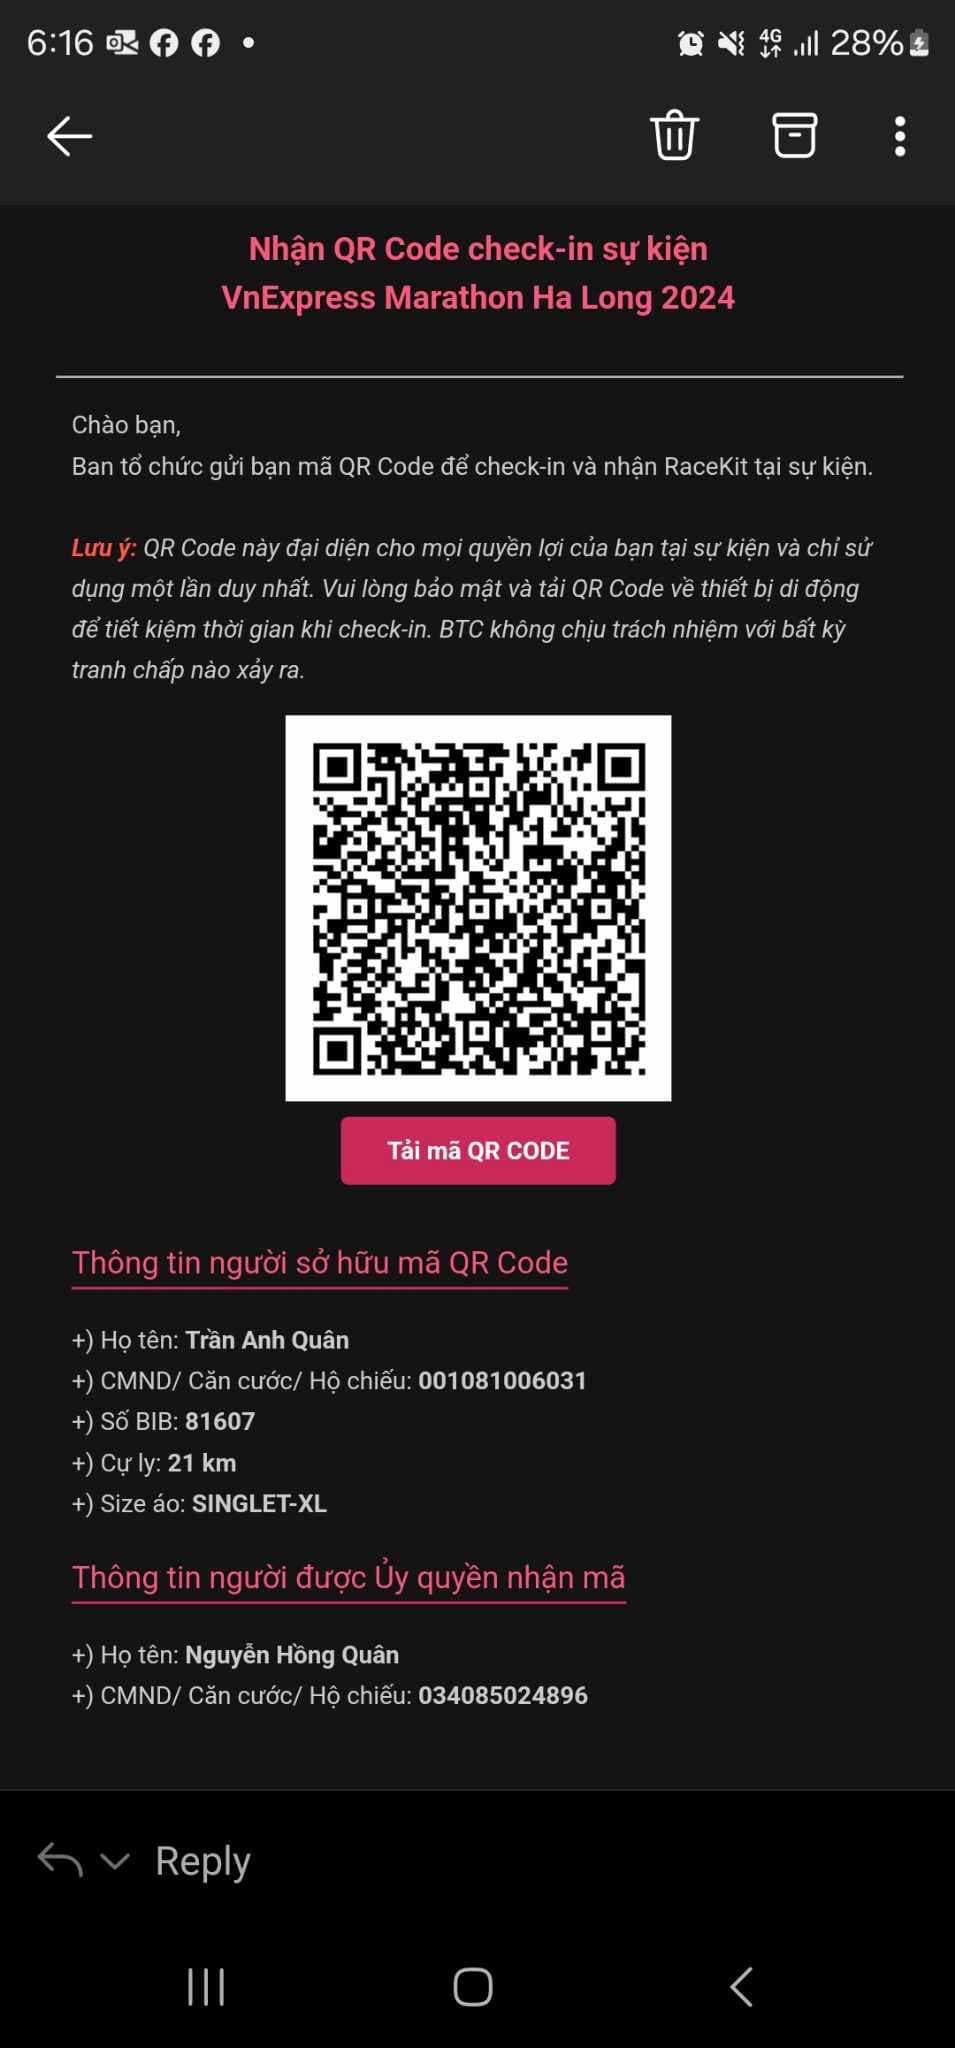 6:16
4G 28%
Nhận QR Code check-in sự kiện
VnExpress Marathon Ha Long 2024
Chào bạn,
Ban tổ chức gửi bạn mã QR Code để check-in và nhận RaceKit tại sự kiện.
Lưu ý: QR Code này đại diện cho mọi quyền lợi của bạn tại sự kiện và chỉ sử
dụng một lần duy nhất. Vui lòng bảo mật và tải QR Code về thiết bị di động
để tiết kiệm thời gian khi check-in. BTC không chịu trách nhiệm với bất kỳ
tranh chấp nào xảy ra.
Tải mã QR CODE
Thông tin người sở hữu mã QR Code
+) Họ tên: Trần Anh Quân
+) CMND/ Căn cước/ Hộ chiếu: 001081006031
+) Số BIB: 81607
+) Cự ly: 21 km
+) Size áo: SINGLET-XL
Thông tin người được Ủy quyền nhận mã
+) Họ tên: Nguyễn Hồng Quân
+) CMND/ Căn cước/ Hộ chiếu: 034085024896
Reply